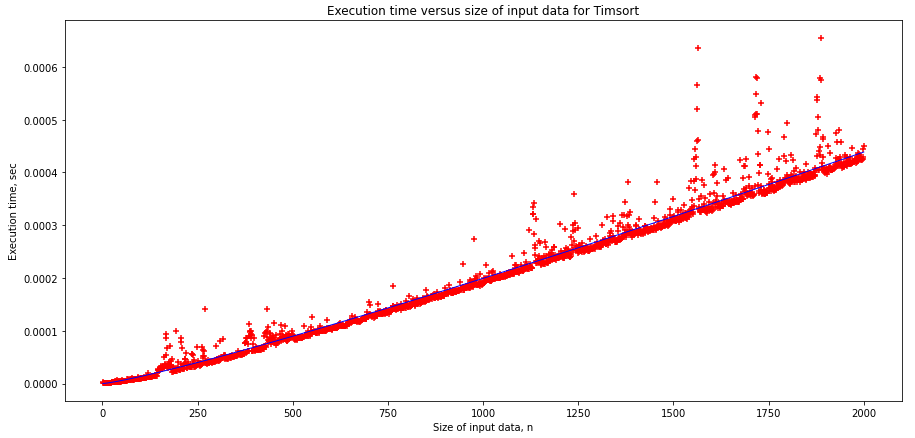 Execution time versus size of input data for Timsort
Execution time, sec
0.0006
0.0005
0.0004
0.0003
0.0002
0.0001
0.0000
0 250 500 750 1000 1250 1500 1750 2000
Size of input data, n